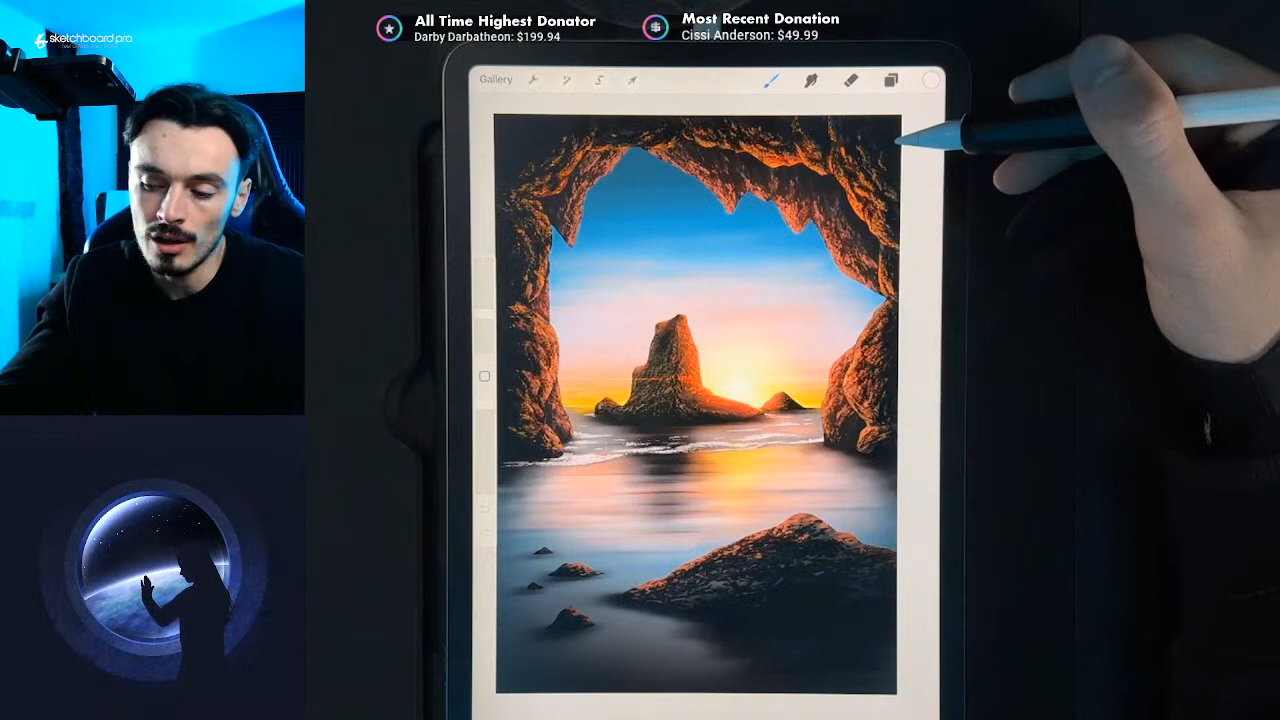 sketchboard pro
All Time Highest Donator
Darby Darbatheon: $199.94
Most Recent Donation
Cissi Anderson: $49.99
Gallery